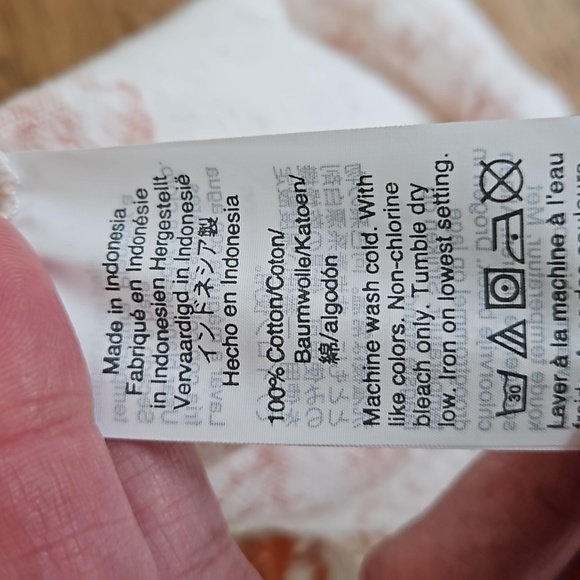 Made in Indonesia
Fabriqué en Indonésie
in Indonesien Hergestellt
Vervaardigd in Indonesië
インドネシア製
Hecho en Indonesia
100% Cotton/Coton/
Baumwolle/Katoen/
綿/algodón
Machine wash cold. With
like colors. Non-chlorine
bleach only. Tumble dry
low. Iron on lowest setting.
30
Laver à la machine à l'eau